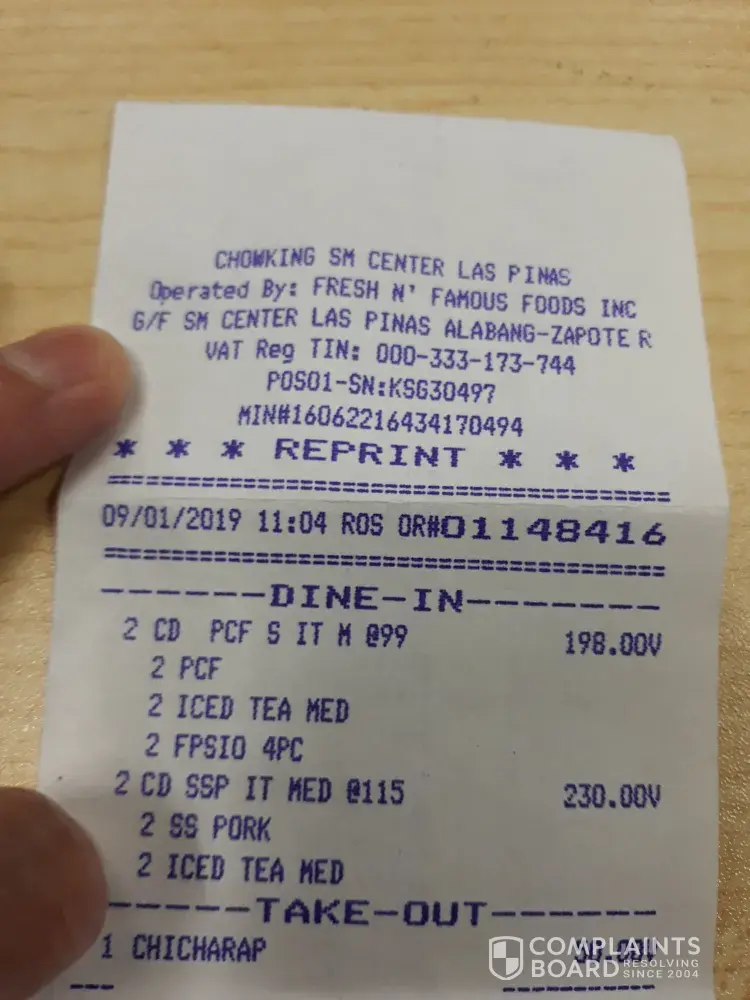 CHOWKING SM CENTER LAS PINAS
Operated By: FRESH N' FAMOUS FOODS INC
G/F SM CENTER LAS PINAS ALABANG-ZAPOTE R
VAT Reg TIN: 000-333-173-744
POS01-SN:KSG30497
MIN#16062216434170494
* * * REPRINT * * *
09/01/2019 11:04 ROS OR#01148416
------DINE-IN-------
2 CD PCF S IT M @99 198.00V
2 PCF
2 ICED TEA MED
2 FPSIO 4PC
2 CD SSP IT MED @115 230.00V
2 SS PORK
2 ICED TEA MED
-----TAKE-OUT------
1 CHICHARAP
COMPLAINTS
BOARD RESOLVING
SINCE 2004